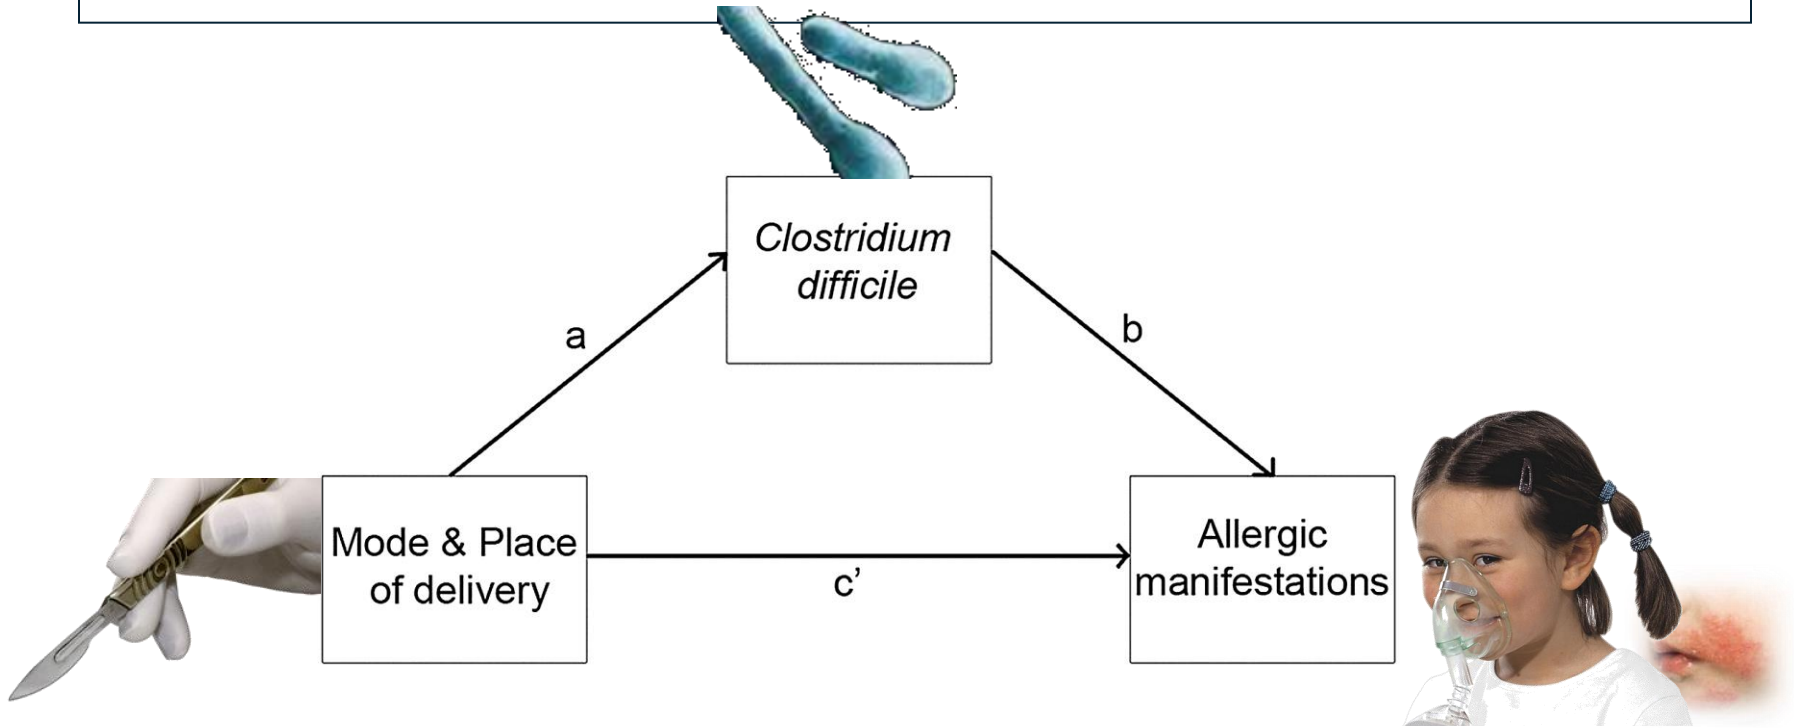 Clostridium
difficile
a
b
Mode & Place
of delivery
c’
Allergic
manifestations